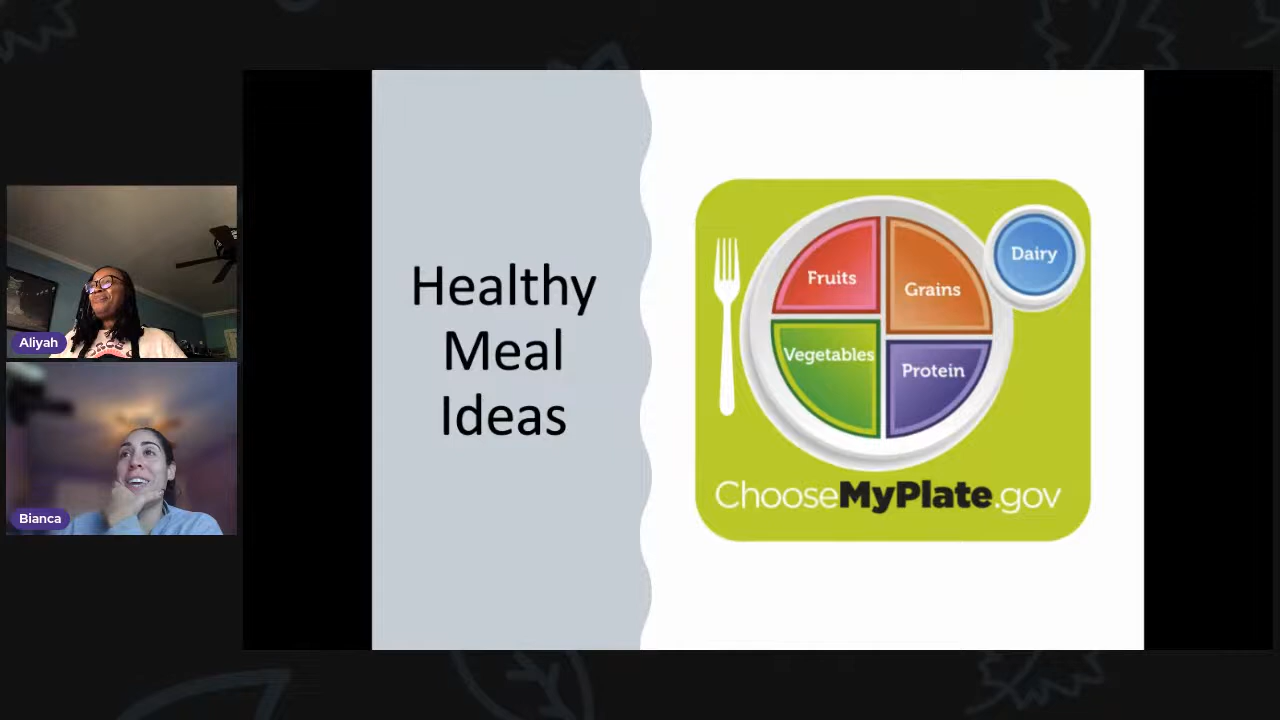 Aliyah
Bianca
Healthy
Meal
Ideas
Fruits
Grains
Dairy
Vegetables
Protein
ChooseMyPlate.gov